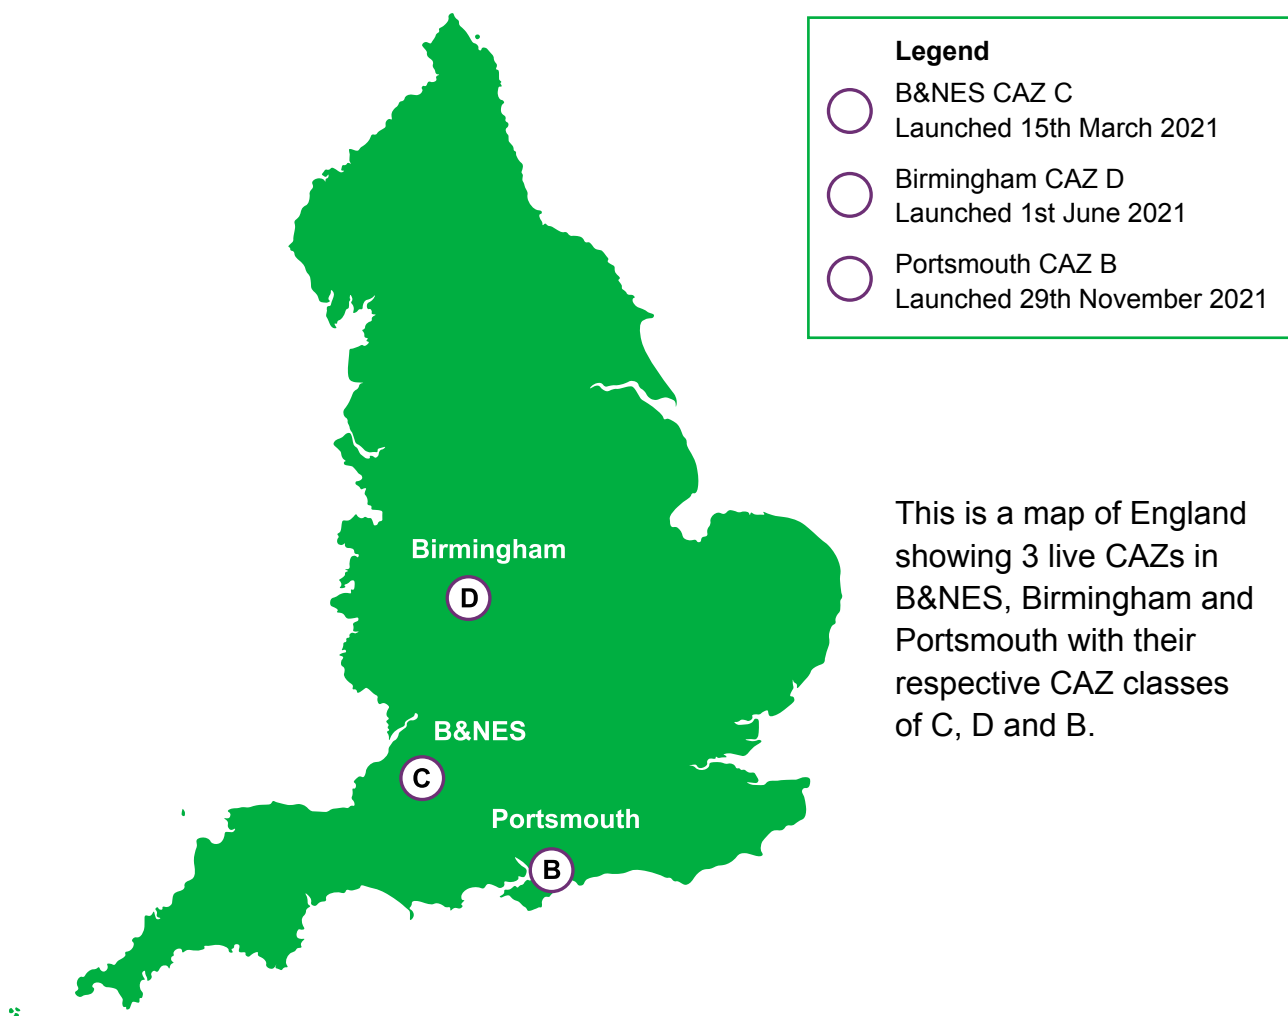 Legend
B&NES CAZ C
Launched 15th March 2021
Birmingham CAZ D
Launched 1st June 2021
Portsmouth CAZ B
Launched 29th November 2021
Birmingham
D
B&NES
C
Portsmouth
B
This is a map of England
showing 3 live CAZs in
B&NES, Birmingham and
Portsmouth with their
respective CAZ classes
of C, D and B.